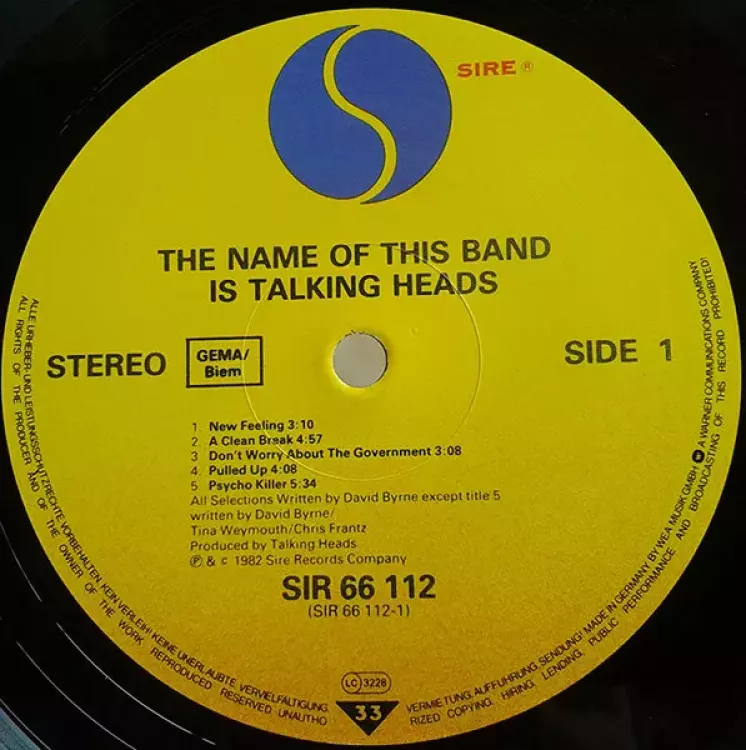 SIRE ®
THE NAME OF THIS BAND
IS TALKING HEADS
STEREO
GEMA/
Biem
SIDE 1
1. New Feeling 3:10
2. A Clean Break 4:57
3. Don't Worry About The Government 3:08
4. Pulled Up 4:08
5. Psycho Killer 5:34
All Selections Written by David Byrne except title 5
written by David Byrne/
Tina Weymouth/Chris Frantz
Produced by Talking Heads
℗ & c 1982 Sire Records Company
SIR 66 112
(SIR 66 112-1)
LC 3228
33
ALLE URHEBER- UND LEISTUNGSSCHUTZRECHTE VORBEHALTEN. KEIN VERLEIH! KEINE UNERLAUBTE VERVIELFÄLTIGUNG, VERMIETUNG, AUFFÜHRUNG, SENDUNG! MADE IN GERMANY BY WEA MUSIK GMBH A WARNER COMMUNICATIONS COMPANY
ALL RIGHTS OF THE PRODUCER AND OF THE OWNER OF THE WORK REPRODUCED RESERVED. UNAUTHORIZED COPYING, HIRING, LENDING, PUBLIC PERFORMANCE AND BROADCASTING OF THIS RECORD PROHIBITED!